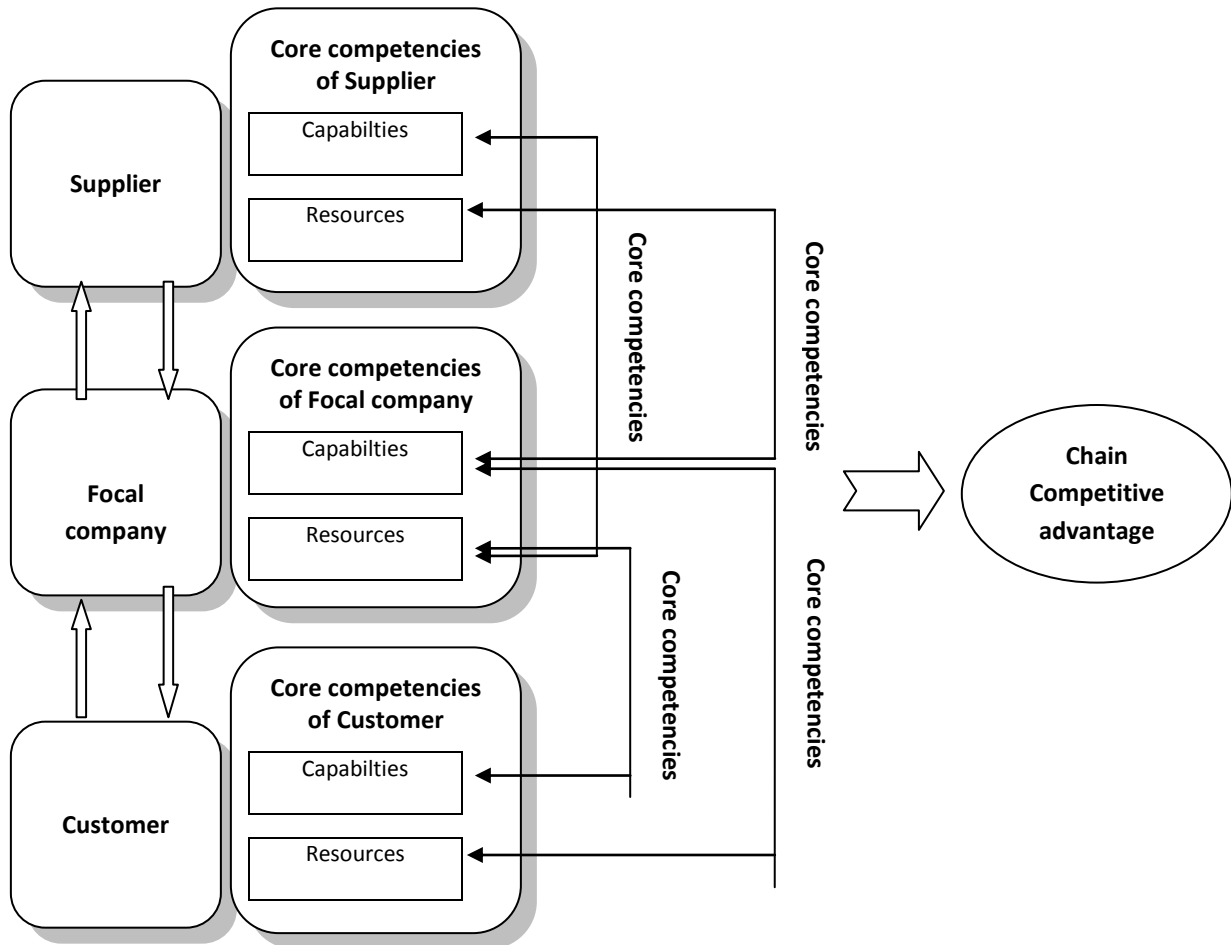 Core competencies
of Supplier
Capabilties
Supplier
Resources
Core competencies
Core competencies
Core competencies
of Focal company
Capabilties
Focal
company
Resources
Chain
Competitive
advantage
Core competencies
Core competencies
Core competencies
of Customer
Capabilties
Customer
Resources